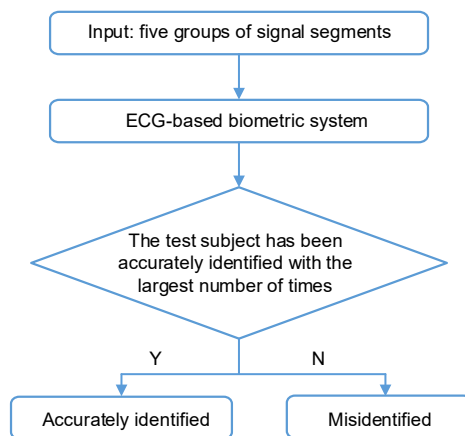 Input: five groups of signal segments
ECG-based biometric system
The test subject has been
accurately identified with the
largest number of times
Y
N
Accurately identified
Misidentified